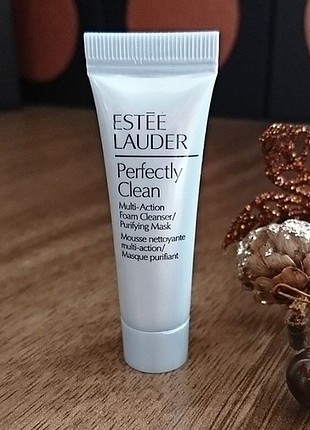 ESTĒE
LAUDER
Perfectly
Clean
Multi-Action
Foam Cleanser/
Purifying Mask
Mousse nettoyante
multi-action/
Masque purifiant